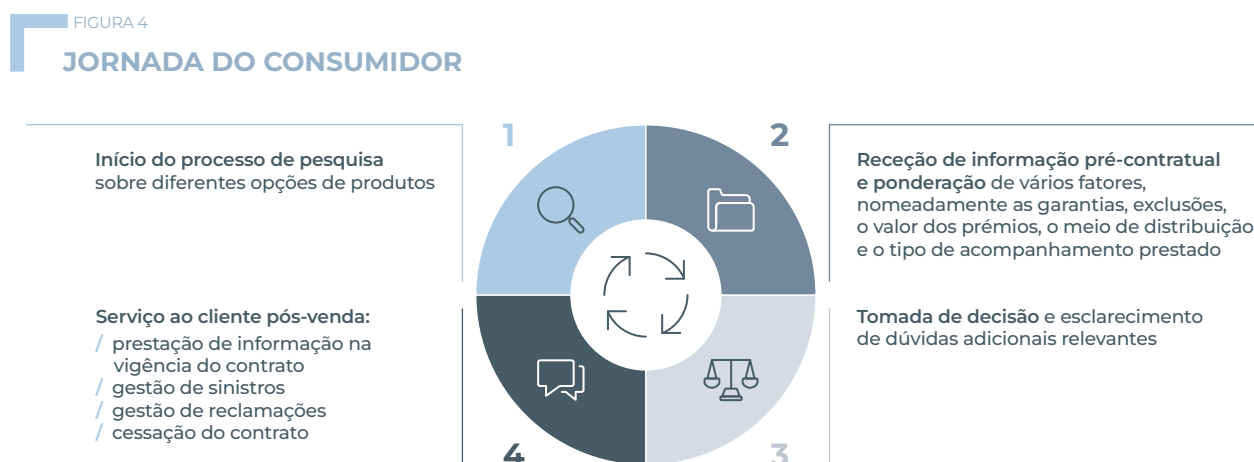 FIGURA 4
JORNADA DO CONSUMIDOR
1
Início do processo de pesquisa
sobre diferentes opções de produtos
2
Receção de informação pré-contratual
e ponderação de vários fatores,
nomeadamente as garantias, exclusões,
o valor dos prémios, o meio de distribuição
e o tipo de acompanhamento prestado
3
Tomada de decisão e esclarecimento
de dúvidas adicionais relevantes
4
Serviço ao cliente pós-venda:
/ prestação de informação na
vigência do contrato
/ gestão de sinistros
/ gestão de reclamações
/ cessação do contrato